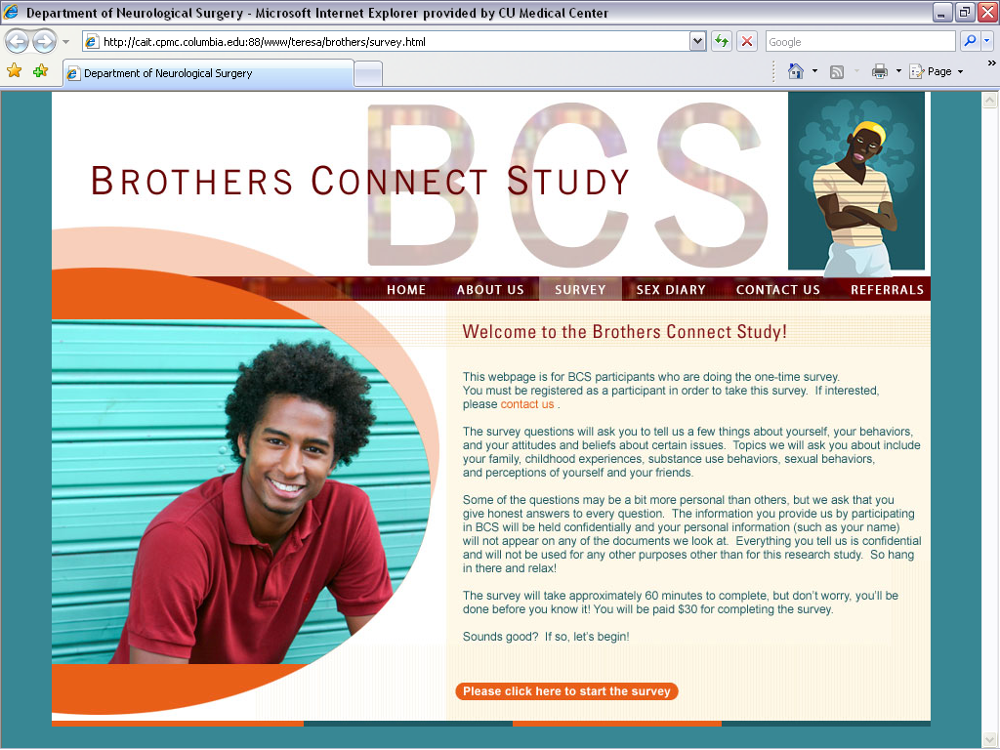 Department of Neurological Surgery - Microsoft Internet Explorer provided by CU Medical Center
http://cait.cpmc.columbia.edu:88/www/teresa/brothers/survey.html
Google
Department of Neurological Surgery
Page
BCS
BROTHERS CONNECT STUDY
HOME ABOUT US SURVEY SEX DIARY CONTACT US REFERRALS
Welcome to the Brothers Connect Study!
This webpage is for BCS participants who are doing the one-time survey.
You must be registered as a participant in order to take this survey. If interested,
please contact us .
The survey questions will ask you to tell us a few things about yourself, your behaviors,
and your attitudes and beliefs about certain issues. Topics we will ask you about include
your family, childhood experiences, substance use behaviors, sexual behaviors,
and perceptions of yourself and your friends.
Some of the questions may be a bit more personal than others, but we ask that you
give honest answers to every question. The information you provide us by participating
in BCS will be held confidentially and your personal information (such as your name)
will not appear on any of the documents we look at. Everything you tell us is confidential
and will not be used for any other purposes other than for this research study. So hang
in there and relax!
The survey will take approximately 60 minutes to complete, but don't worry, you'll be
done before you know it! You will be paid $30 for completing the survey.
Sounds good? If so, let's begin!
Please click here to start the survey